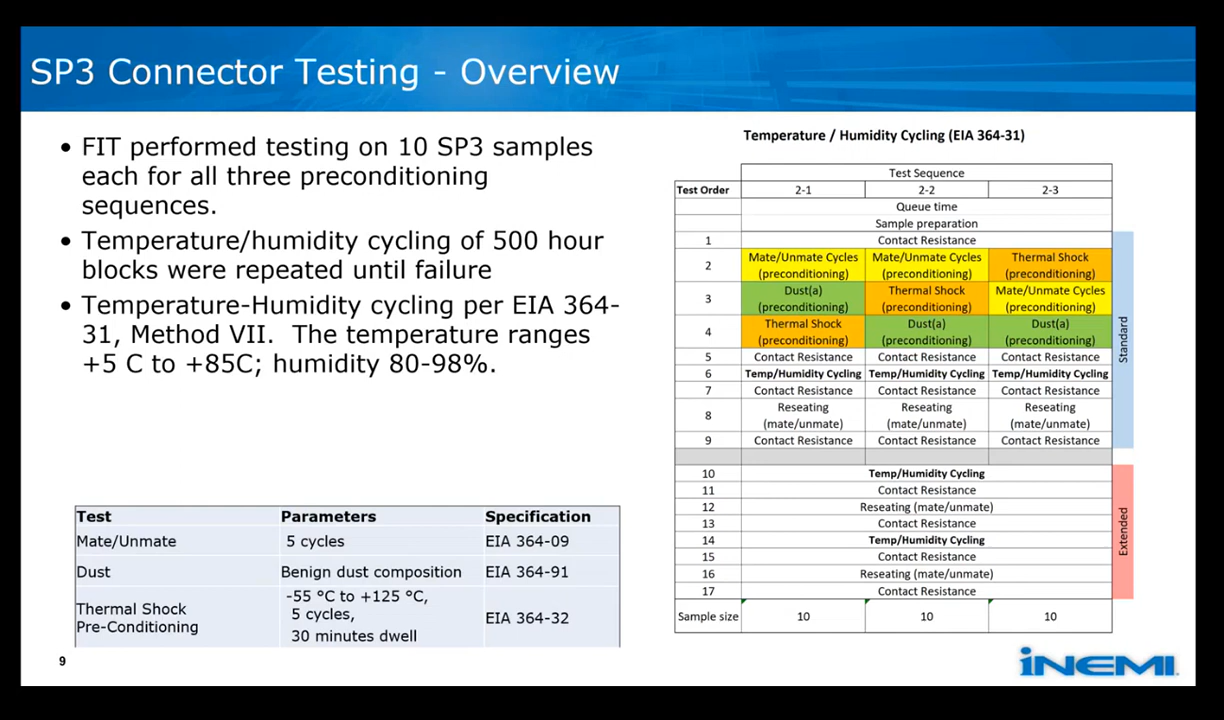 SP3 Connector Testing - Overview
• FIT performed testing on 10 SP3 samples
each for all three preconditioning
sequences.
• Temperature/humidity cycling of 500 hour
blocks were repeated until failure
• Temperature-Humidity cycling per EIA 364-
31, Method VII. The temperature ranges
+5 C to +85C; humidity 80-98%.
Test Parameters Specification
Mate/Unmate 5 cycles EIA 364-09
Dust Benign dust composition EIA 364-91
Thermal Shock
Pre-Conditioning
-55 °C to +125 °C,
5 cycles,
30 minutes dwell
EIA 364-32
Temperature / Humidity Cycling (EIA 364-31)
Test Sequence
Test Order 2-1 2-2 2-3
Queue time
Sample preparation
1 Contact Resistance
2 Mate/Unmate Cycles Mate/Unmate Cycles Thermal Shock
(preconditioning) (preconditioning) (preconditioning)
3 Dust(a) Thermal Shock Mate/Unmate Cycles
(preconditioning) (preconditioning) (preconditioning)
4 Thermal Shock Dust(a) Dust(a)
(preconditioning) (preconditioning) (preconditioning)
5 Contact Resistance Contact Resistance Contact Resistance
6 Temp/Humidity Cycling Temp/Humidity Cycling Temp/Humidity Cycling
7 Contact Resistance Contact Resistance Contact Resistance
8 Reseating Reseating Reseating
(mate/unmate) (mate/unmate) (mate/unmate)
9 Contact Resistance Contact Resistance Contact Resistance
Standard
10 Temp/Humidity Cycling
11 Contact Resistance
12 Reseating (mate/unmate)
13 Contact Resistance
14 Temp/Humidity Cycling
15 Contact Resistance
16 Reseating (mate/unmate)
17 Contact Resistance
Extended
Sample size 10 10 10
9
iNEMI